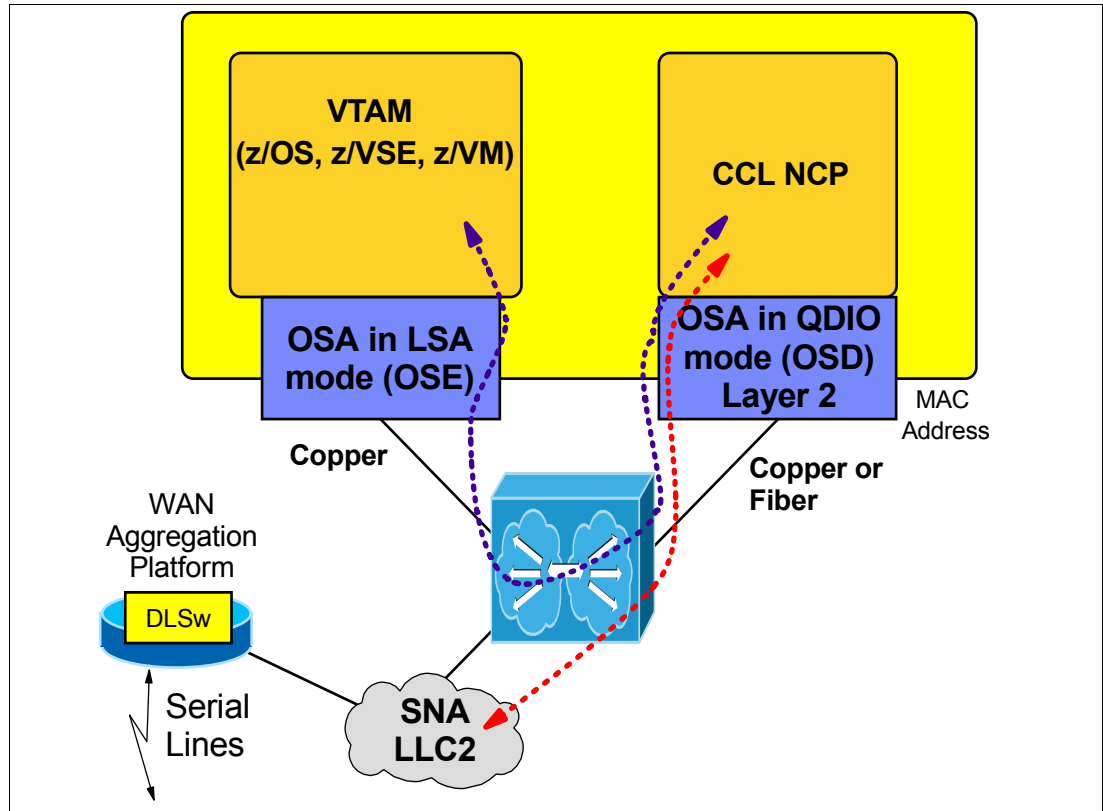 VTAM
(z/OS, z/VSE, z/VM)
CCL NCP
OSA in LSA
mode (OSE)
OSA in QDIO
mode (OSD)
Layer 2
MAC
Address
Copper
Copper or
Fiber
WAN
Aggregation
Platform
DLSw
Serial
Lines
SNA
LLC2